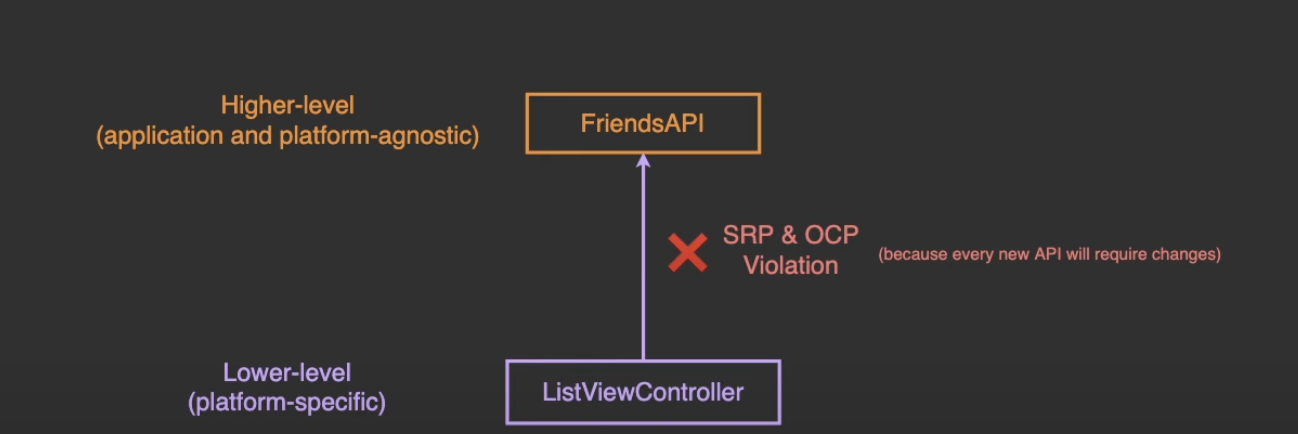 Higher-level
(application and platform-agnostic)
FriendsAPI
SRP & OCP
Violation
(because every new API will require changes)
Lower-level
(platform-specific)
ListViewController